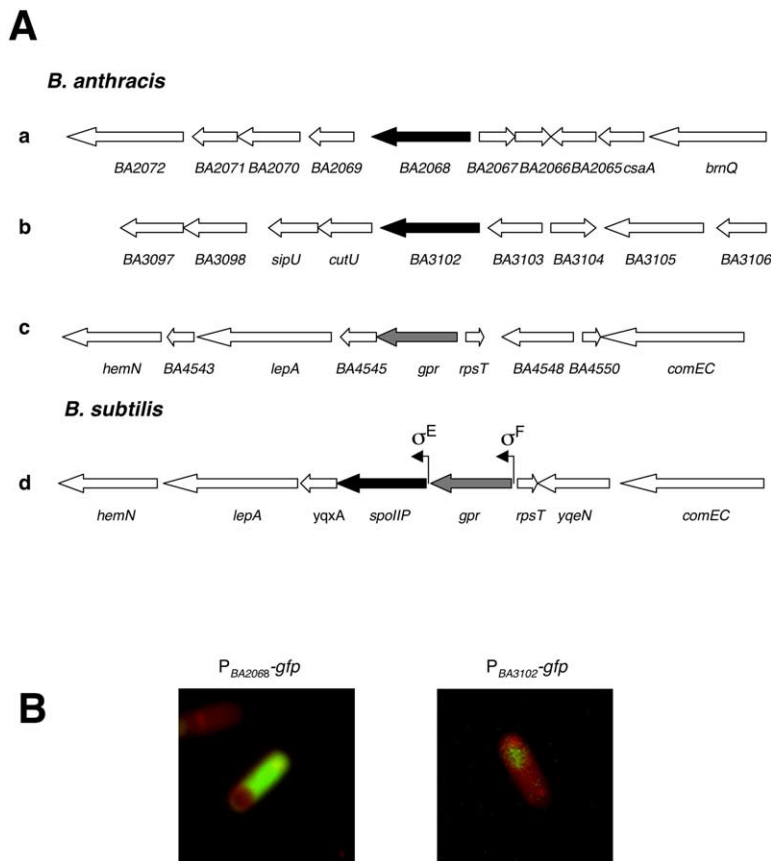 A
B. anthracis
a
BA2072 BA2071 BA2070 BA2069 BA2068 BA2067 BA2066 BA2065 csaA brnQ
b
BA3097 BA3098 sipU cutU BA3102 BA3103 BA3104 BA3105 BA3106
c
hemN BA4543 lepA BA4545 gpr rpsT BA4548 BA4550 comEC
B. subtilis
σE σF
d
hemN lepA yqxA spoIIP gpr rpsT yqeN comEC
B
PBA2068-gfp PBA3102-gfp